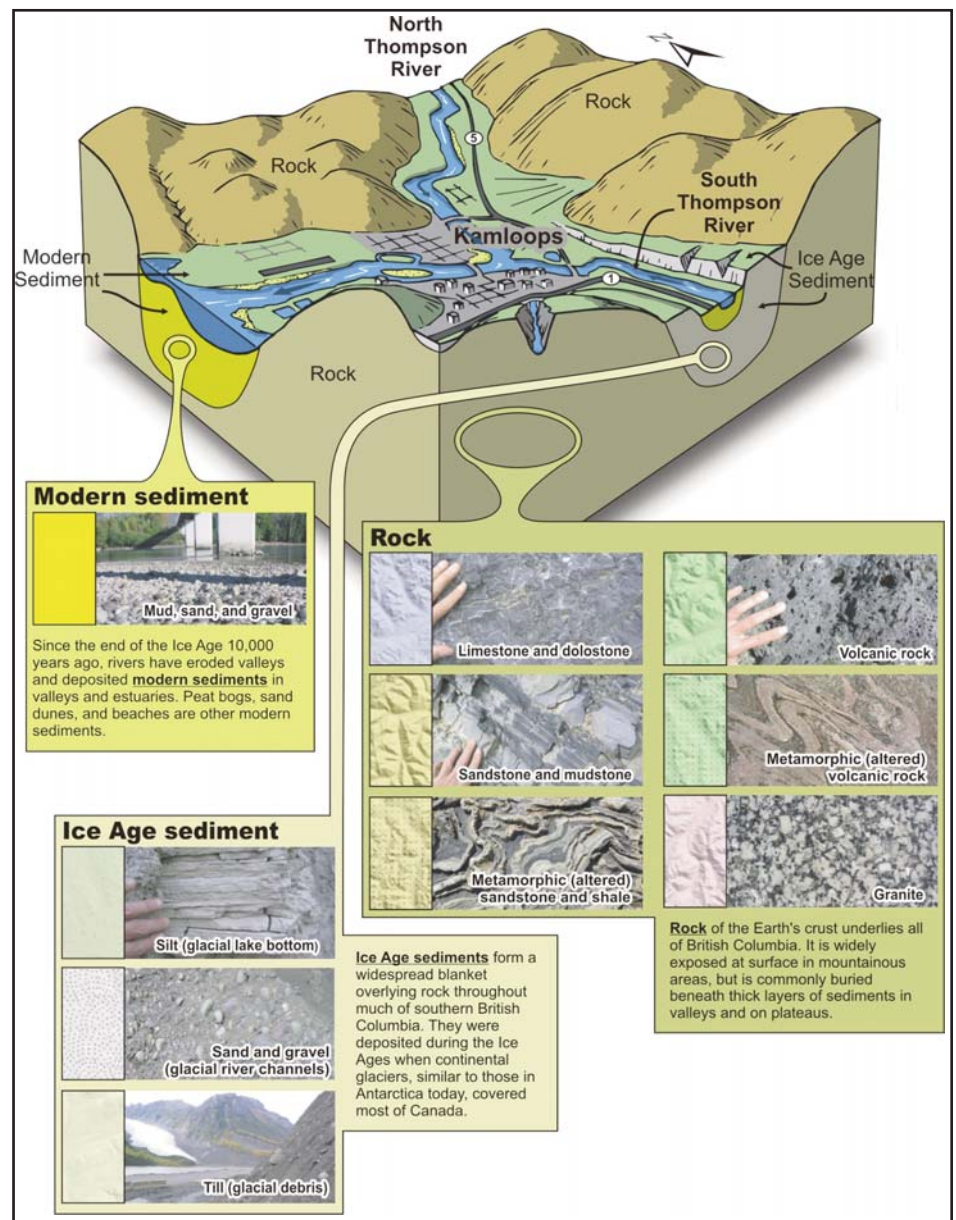 North
Thompson
River
N
Rock
5
Rock
South
Thompson
River
Kamloops
Modern
Sediment
Ice Age
Sediment
1
Rock
Modern sediment
Mud, sand, and gravel
Since the end of the Ice Age 10,000
years ago, rivers have eroded valleys
and deposited modern sediments in
valleys and estuaries. Peat bogs, sand
dunes, and beaches are other modern
sediments.
Rock
Limestone and dolostone
Volcanic rock
Sandstone and mudstone
Metamorphic (altered)
volcanic rock
Metamorphic (altered)
sandstone and shale
Granite
Rock of the Earth's crust underlies all
of British Columbia. It is widely
exposed at surface in mountainous
areas, but is commonly buried
beneath thick layers of sediments in
valleys and on plateaus.
Ice Age sediment
Silt (glacial lake bottom)
Sand and gravel
(glacial river channels)
Till (glacial debris)
Ice Age sediments form a
widespread blanket
overlying rock throughout
much of southern British
Columbia. They were
deposited during the Ice
Ages when continental
glaciers, similar to those in
Antarctica today, covered
most of Canada.